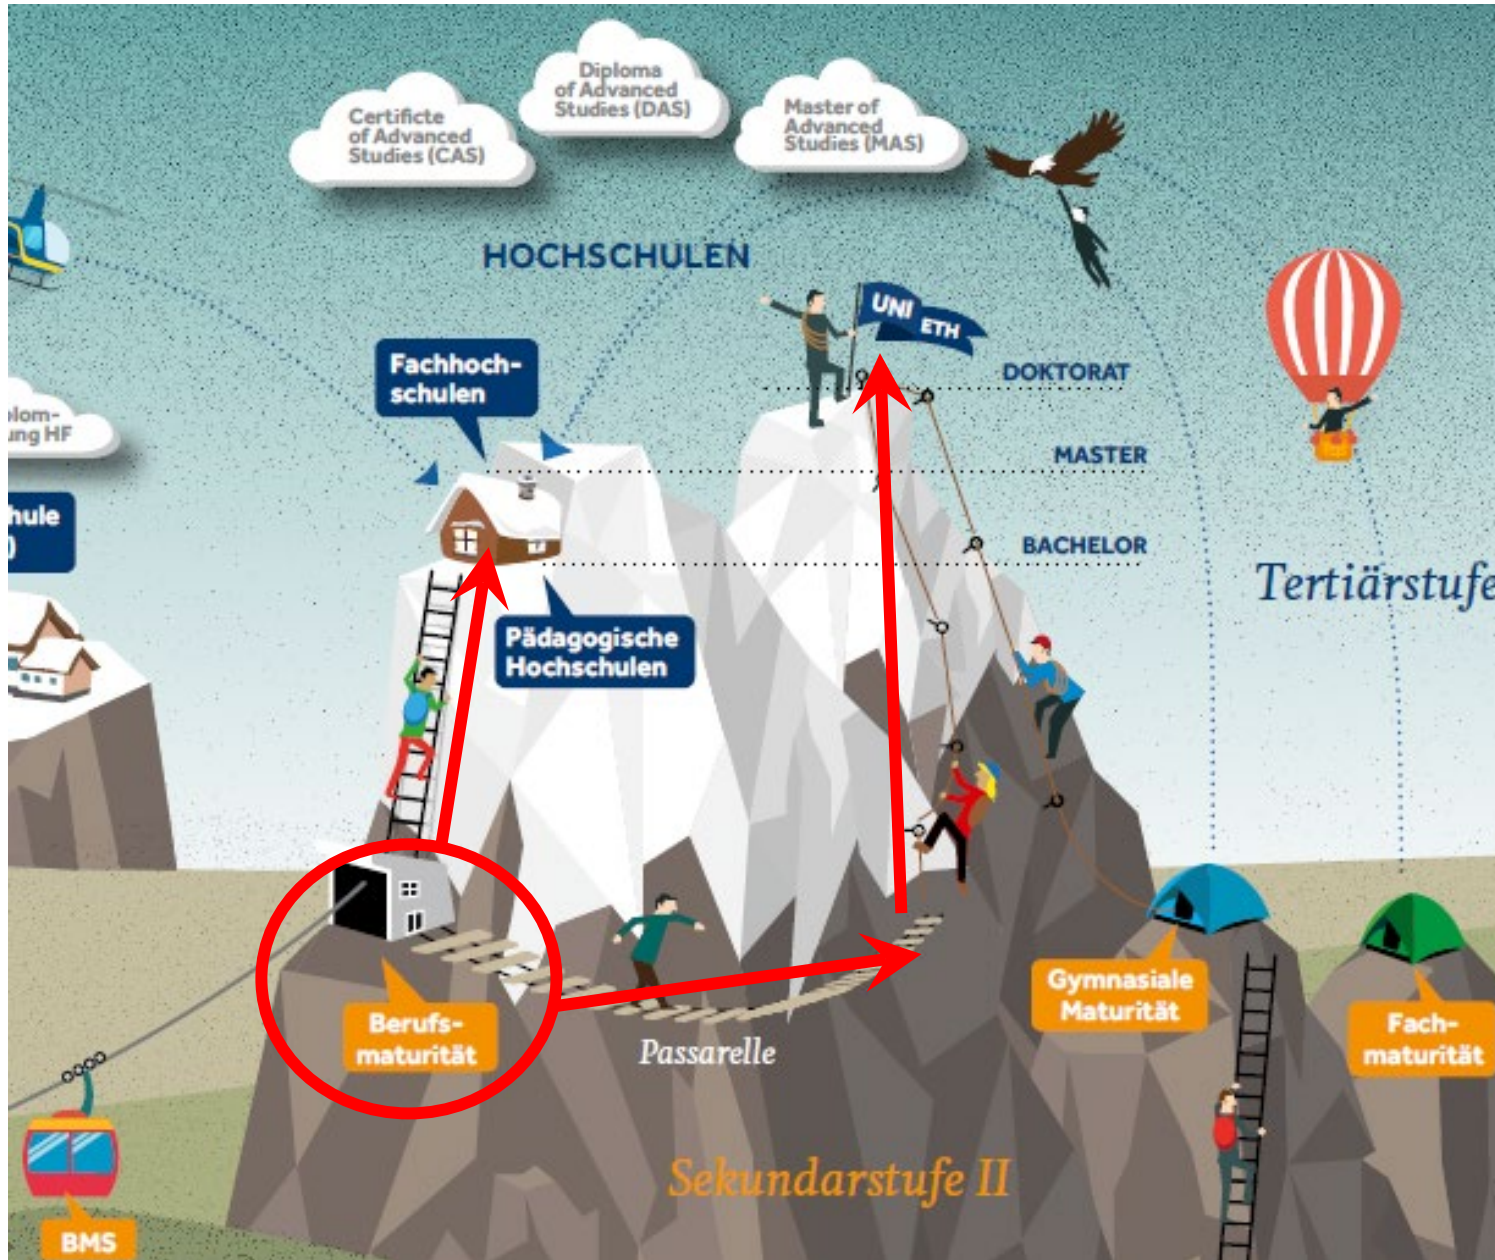 Certificte
of Advanced
Studies (CAS)
Diploma
of Advanced
Studies (DAS)
Master of
Advanced
Studies (MAS)
HOCHSCHULEN
UNI
ETH
Fachhoch-
schulen
DOKTORAT
MASTER
BACHELOR
Tertiärstufe
Pädagogische
Hochschulen
Gymnasiale
Maturität
Fach-
maturität
Berufs-
maturität
Passarelle
Sekundarstufe II
BMS